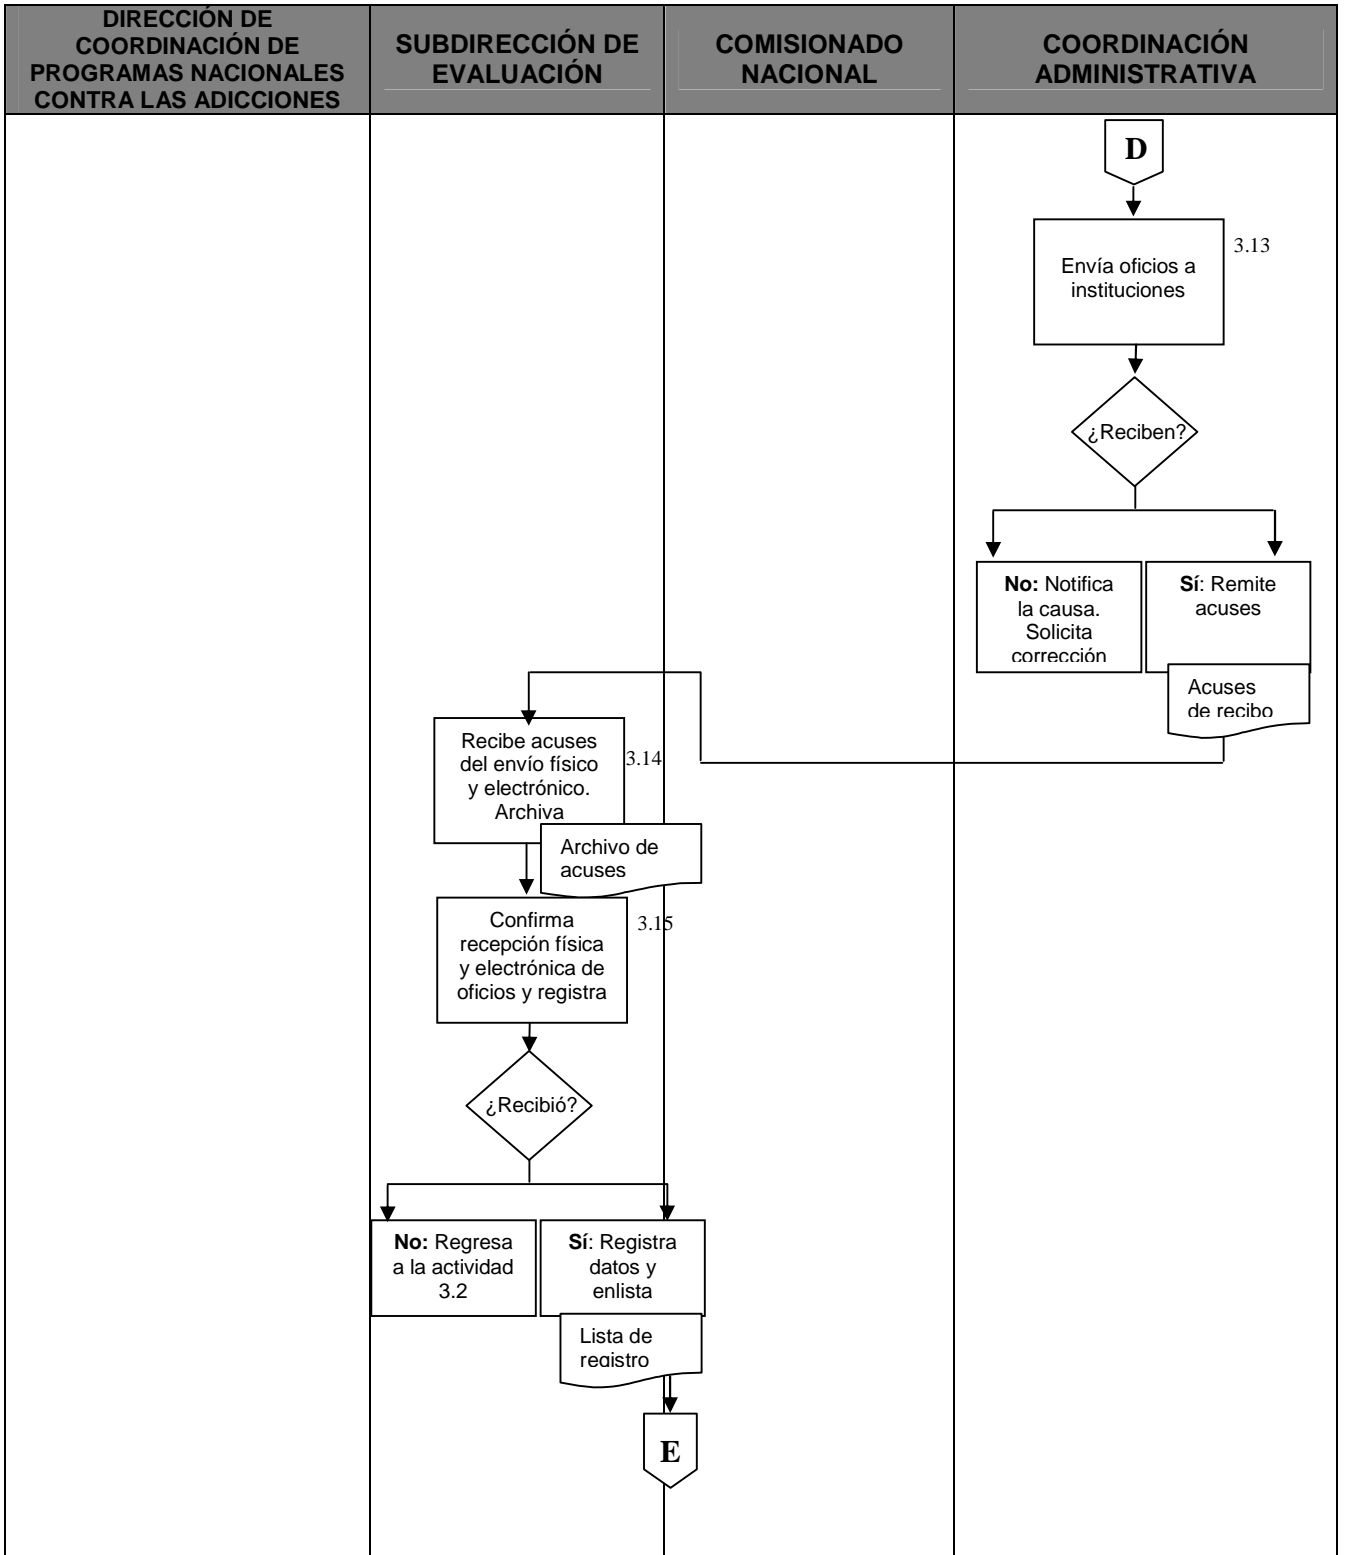 DIRECCIÓN DE
COORDINACIÓN DE
PROGRAMAS NACIONALES
CONTRA LAS ADICCIONES
SUBDIRECCIÓN DE
EVALUACIÓN
COMISIONADO
NACIONAL
COORDINACIÓN
ADMINISTRATIVA
D
3.13
Envía oficios a
instituciones
¿Reciben?
No: Notifica
la causa.
Solicita
corrección
Sí: Remite
acuses
Acuses
de recibo
Recibe acuses
del envío físico
y electrónico.
Archiva
3.14
Archivo de
acuses
Confirma
recepción física
y electrónica de
oficios y registra
3.15
¿Recibió?
No: Regresa
a la actividad
3.2
Sí: Registra
datos y
enlista
Lista de
registro
E